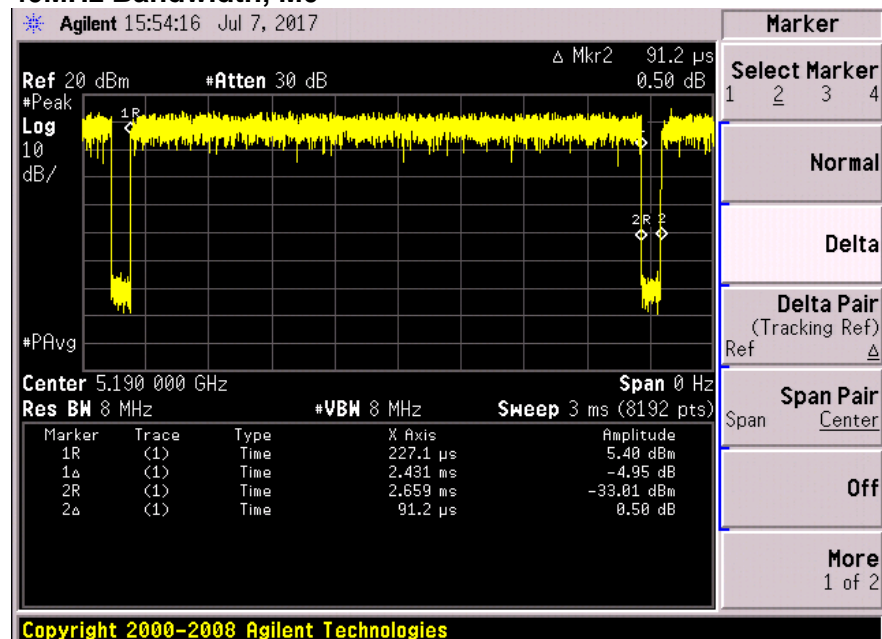 Agilent 15:54:16 Jul 7, 2017
Marker
Δ Mkr2 91.2 µs
Ref 20 dBm #Atten 30 dB 0.50 dB
#Peak
Log
10
dB/
1R
2R 2
#PAvg
Center 5.190 000 GHz Span 0 Hz
Res BW 8 MHz #VBW 8 MHz Sweep 3 ms (8192 pts)
Marker Trace Type X Axis Amplitude
1R (1) Time 227.1 µs 5.40 dBm
1Δ (1) Time 2.431 ms -4.95 dB
2R (1) Time 2.659 ms -33.01 dBm
2Δ (1) Time 91.2 µs 0.50 dB
Select Marker
1 2 3 4
Normal
Delta
Delta Pair
(Tracking Ref)
Ref Δ
Span Pair
Span Center
Off
More
1 of 2
Copyright 2000-2008 Agilent Technologies